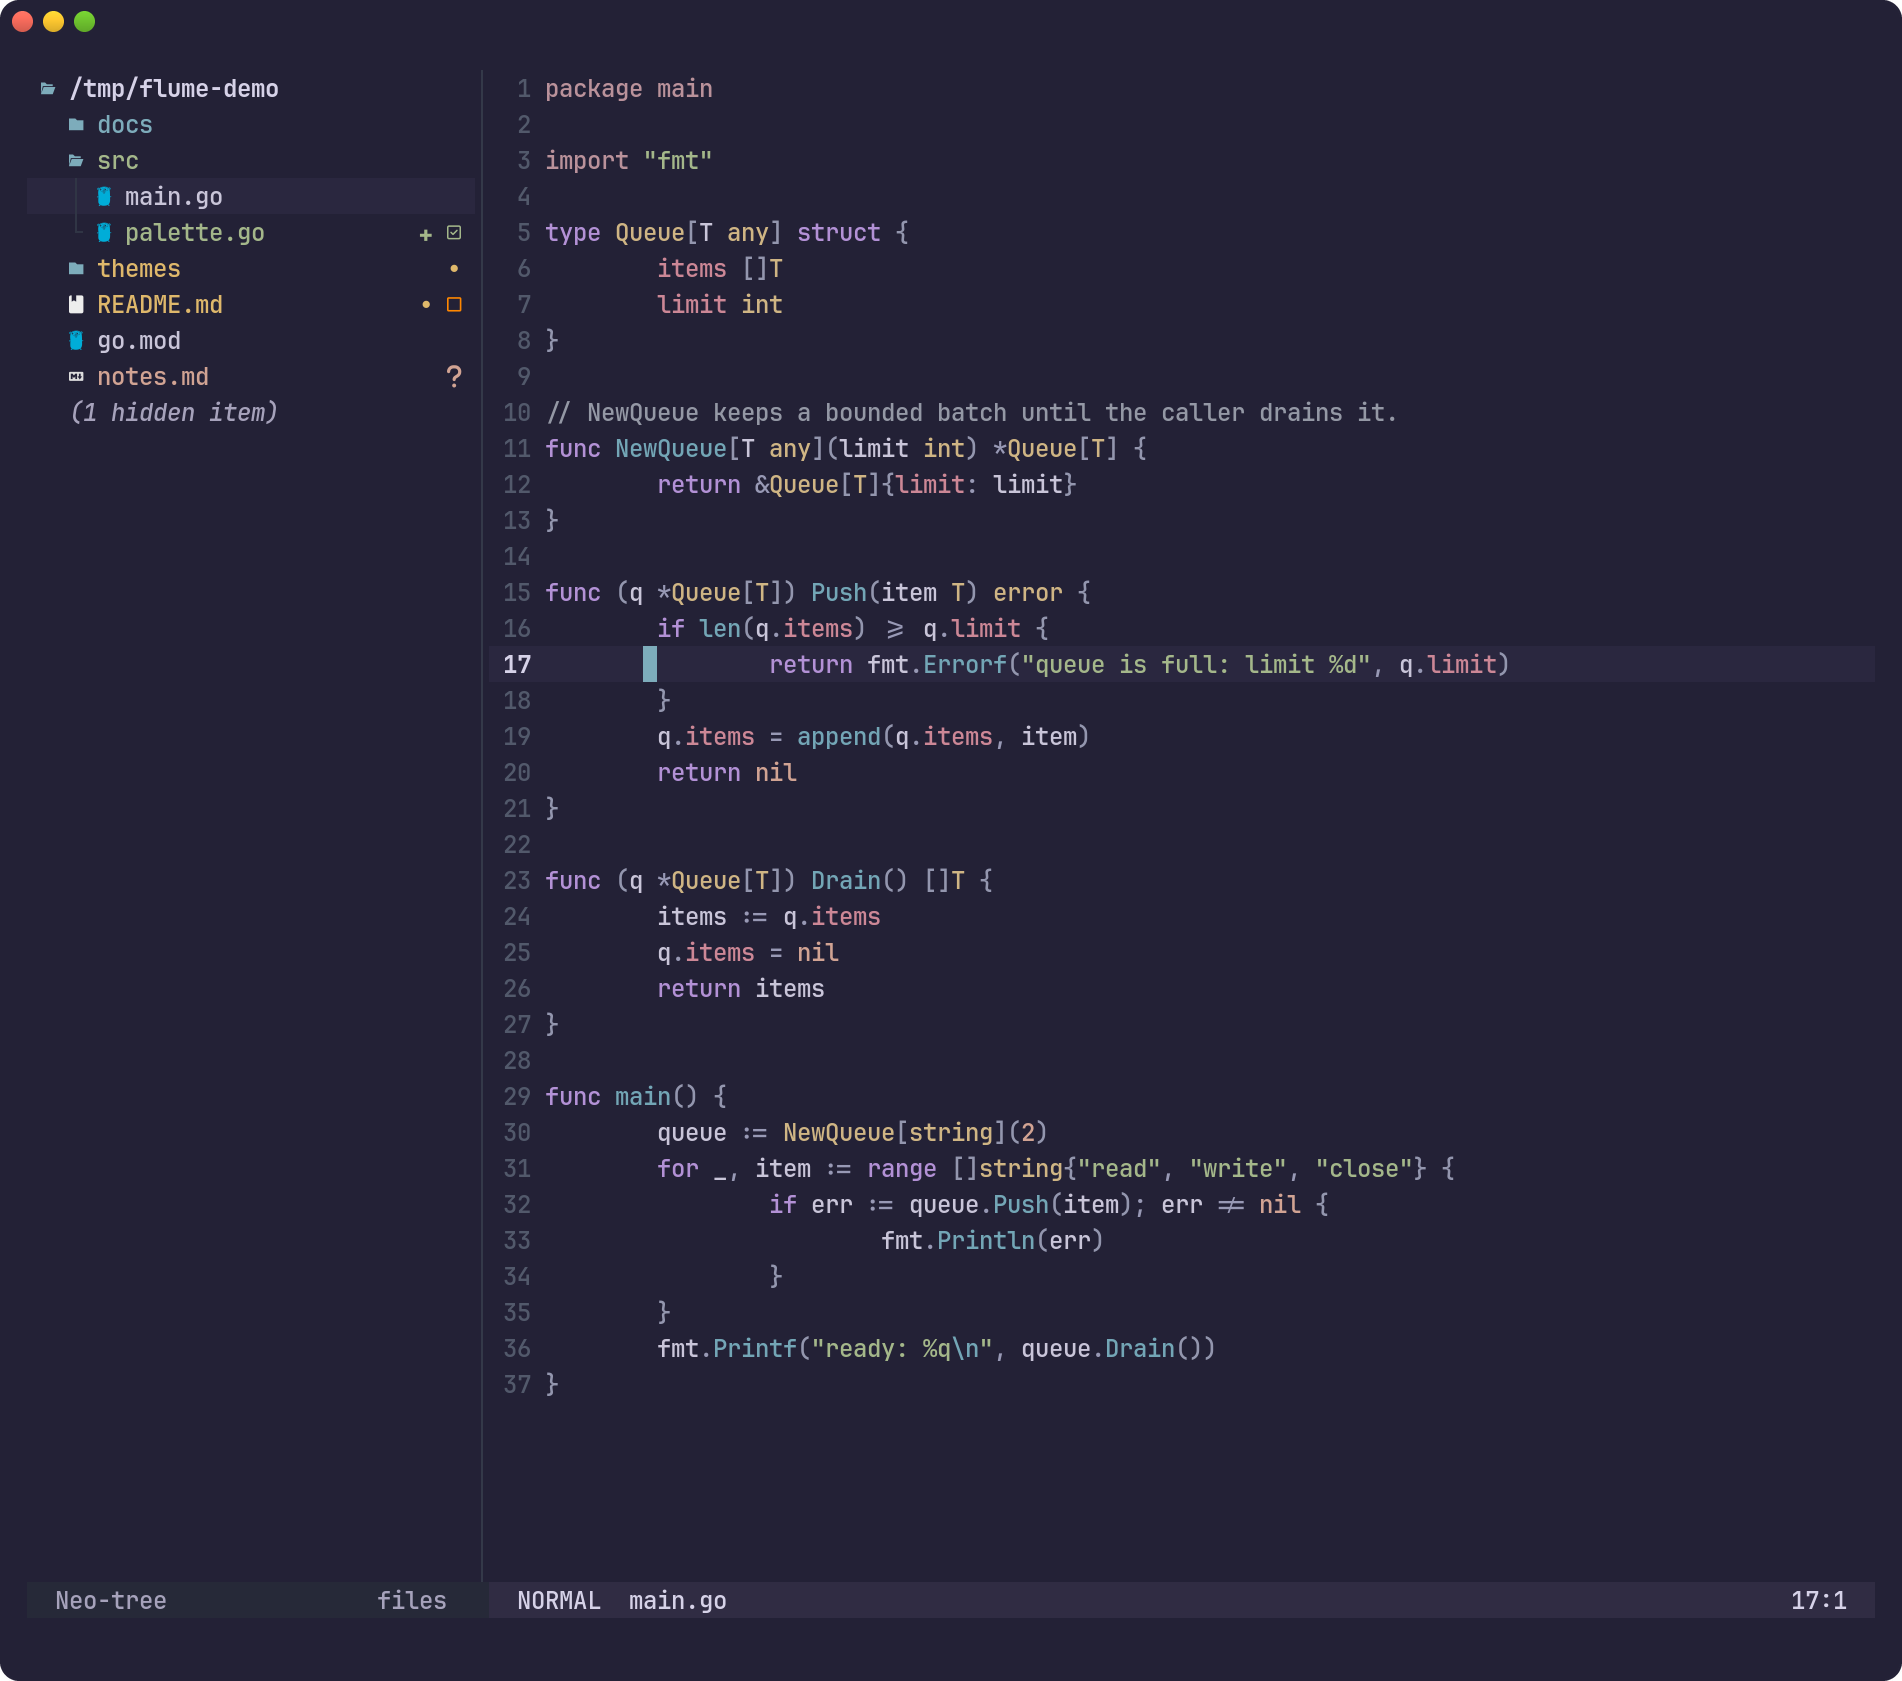 /tmp/flume-demo
docs
src
main.go
palette.go +
themes •
README.md •
go.mod
notes.md ?
(1 hidden item)
1 package main
2
3 import "fmt"
4
5 type Queue[T any] struct {
6         items []T
7         limit int
8 }
9
10 // NewQueue keeps a bounded batch until the caller drains it.
11 func NewQueue[T any](limit int) *Queue[T] {
12         return &Queue[T]{limit: limit}
13 }
14
15 func (q *Queue[T]) Push(item T) error {
16         if len(q.items) >= q.limit {
17                 return fmt.Errorf("queue is full: limit %d", q.limit)
18         }
19         q.items = append(q.items, item)
20         return nil
21 }
22
23 func (q *Queue[T]) Drain() []T {
24         items := q.items
25         q.items = nil
26         return items
27 }
28
29 func main() {
30         queue := NewQueue[string](2)
31         for _, item := range []string{"read", "write", "close"} {
32                 if err := queue.Push(item); err != nil {
33                         fmt.Println(err)
34                 }
35         }
36         fmt.Printf("ready: %q\n", queue.Drain())
37 }
Neo-tree files
NORMAL main.go 17:1